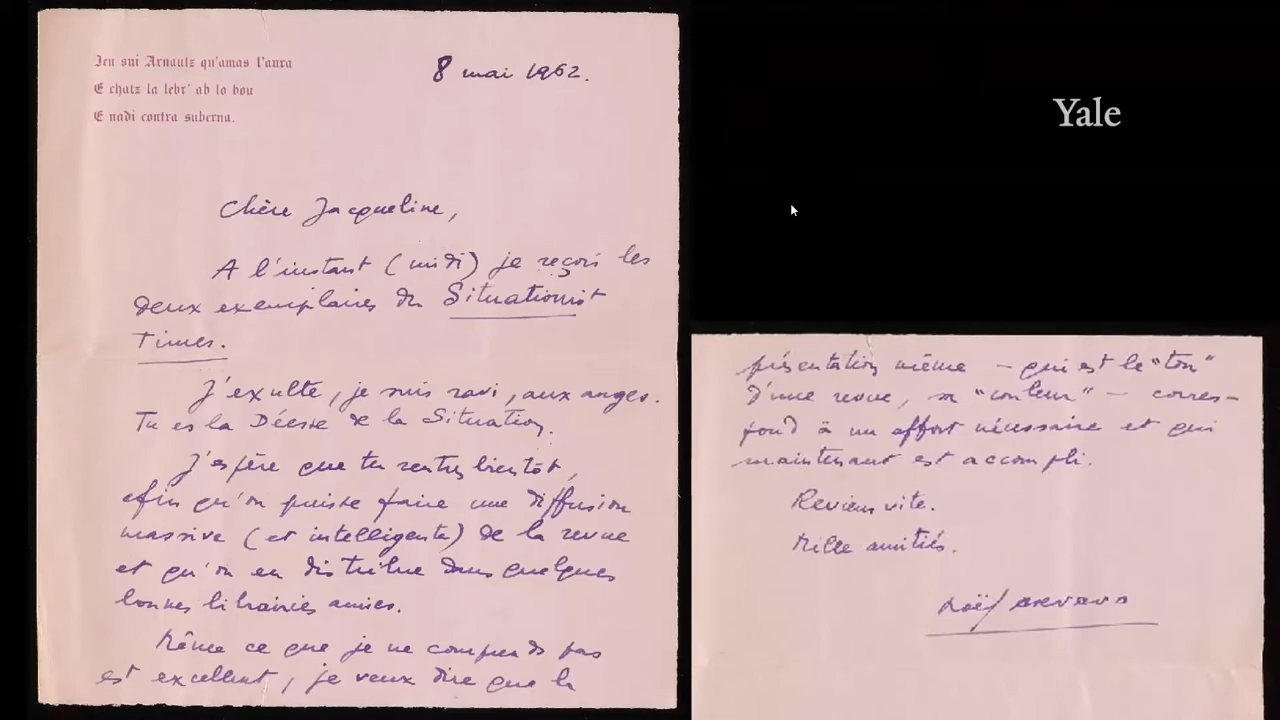 Jeu sui Arnautz qu'amas l'aura
E chatz la lebr' ab lo bou
E nadi contra suberna.
8 mai 1962.
Chère Jacqueline,
A l'instant (midi) je reçois les
deux exemplaires du Situationist
Times.
J'exulte, je suis ravi, aux anges.
Tu es la Déesse de la Situation.
J'espère que tu rentres bientôt,
afin qu'on puisse faire une diffusion
massive (et intelligente) de la revue
et qu'on en distribue dans quelques
bonnes librairies amies.
Même ce que je ne comprends pas
est excellent, je veux dire que la
Yale
présentation même - qui est le "ton"
d'une revue, sa "couleur" - corres-
pond à un effort nécessaire et qui
maintenant est accompli.
Reviens vite.
Mille amitiés.
Noël ARNAUD